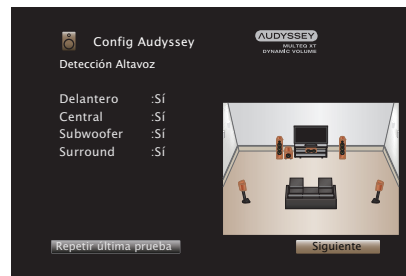 Config Audyssey
AUDYSSEY
MULTEQ XT
DYNAMIC VOLUME
Detección Altavoz
Delantero :Sí
Central :Sí
Subwoofer :Sí
Surround :Sí
Repetir última prueba
Siguiente